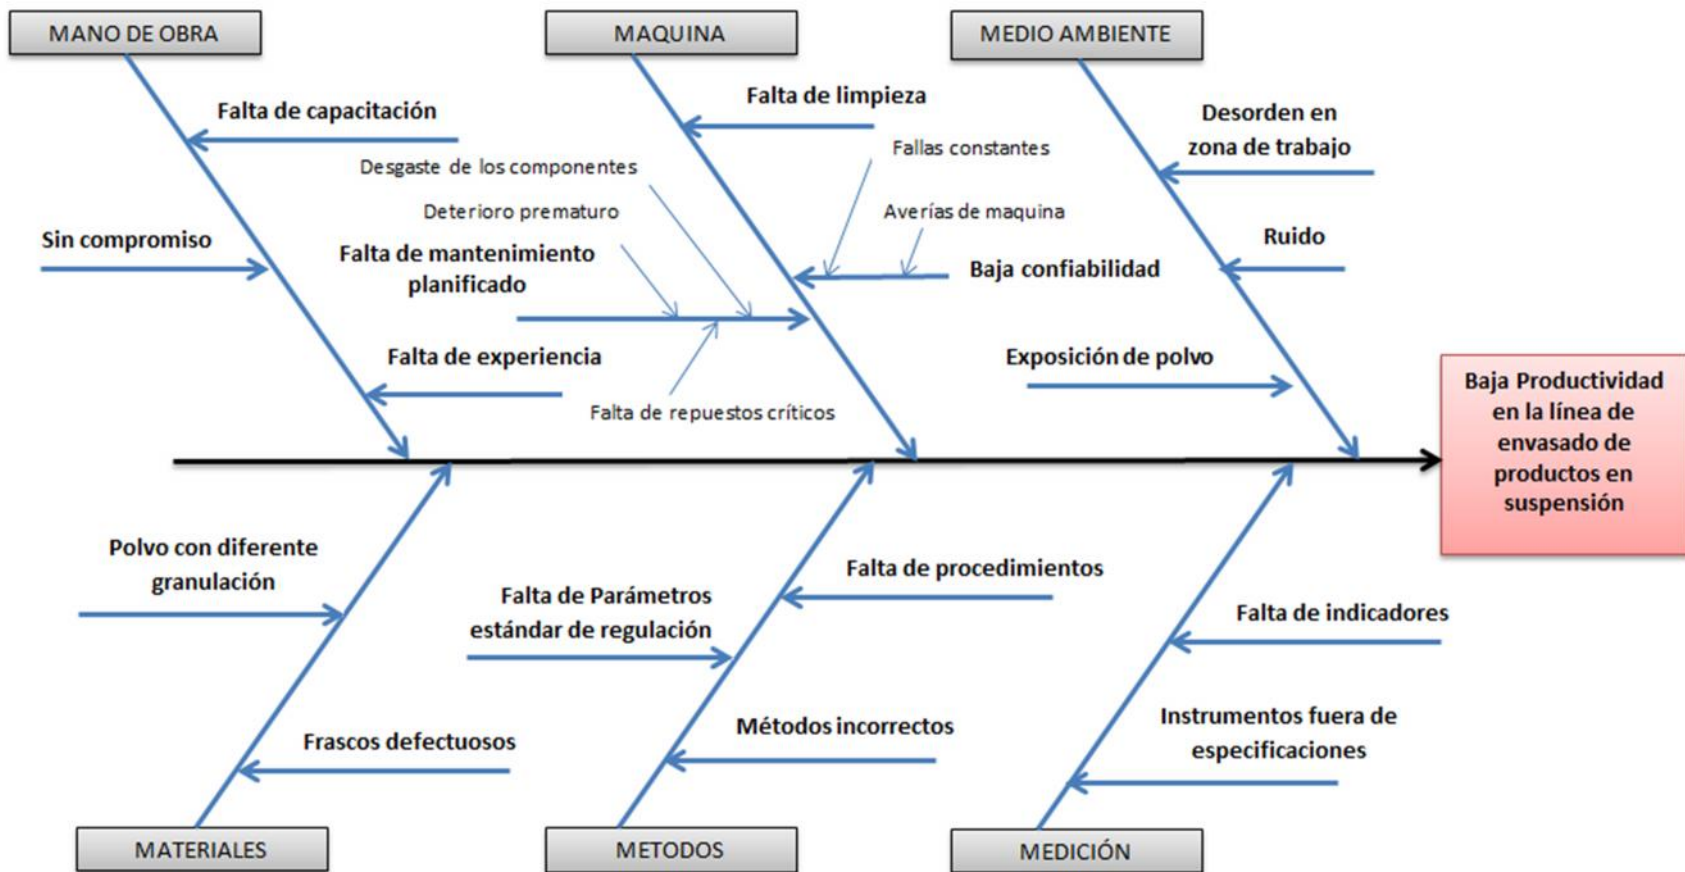 MANO DE OBRA
MAQUINA
MEDIO AMBIENTE
Falta de capacitación
Sin compromiso
Falta de experiencia
Falta de limpieza
Fallas constantes
Averías de maquina
Baja confiabilidad
Desgaste de los componentes
Deterioro prematuro
Falta de mantenimiento
planificado
Falta de repuestos críticos
Desorden en
zona de trabajo
Ruido
Exposición de polvo
Baja Productividad
en la línea de
envasado de
productos en
suspensión
Polvo con diferente
granulación
Frascos defectuosos
Falta de procedimientos
Falta de Parámetros
estándar de regulación
Métodos incorrectos
Falta de indicadores
Instrumentos fuera de
especificaciones
MATERIALES
METODOS
MEDICIÓN